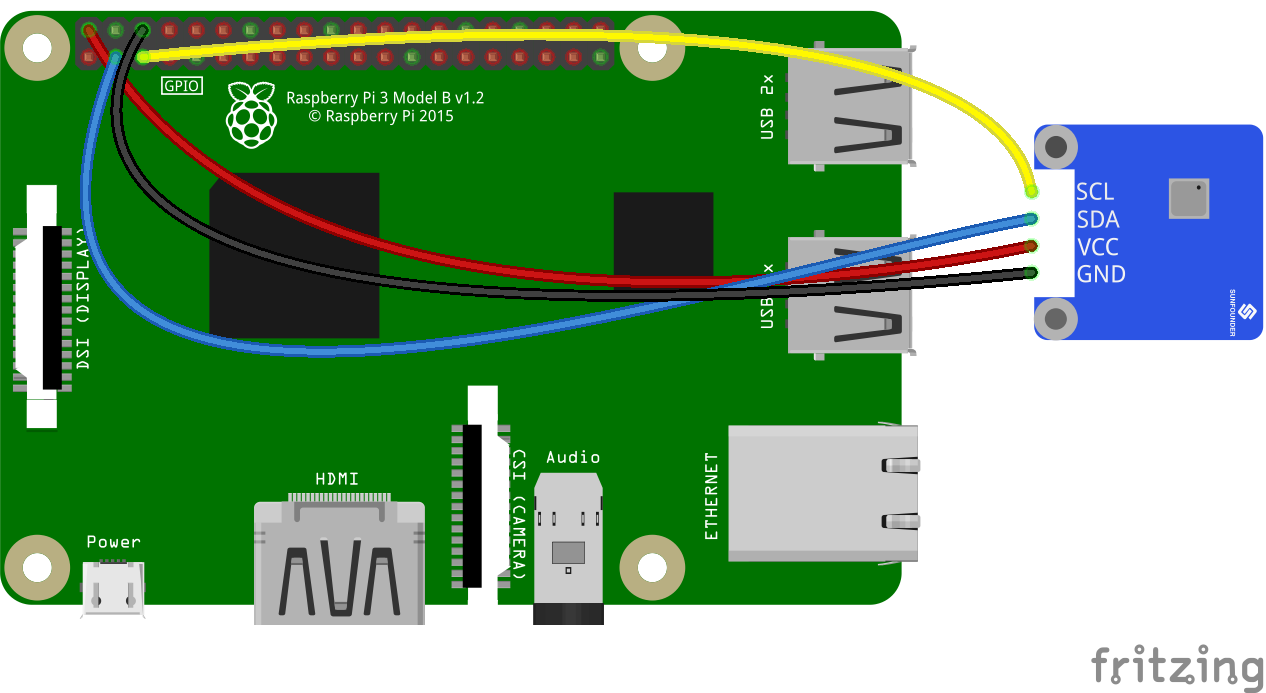 GPIO
Raspberry Pi 3 Model B v1.2
© Raspberry Pi 2015
USB 2x
SCL
SDA
VCC
GND
SUNFOUNDER
DSI (DISPLAY)
USB x
HDMI
CSI (CAMERA)
Audio
ETHERNET
Power
fritzing